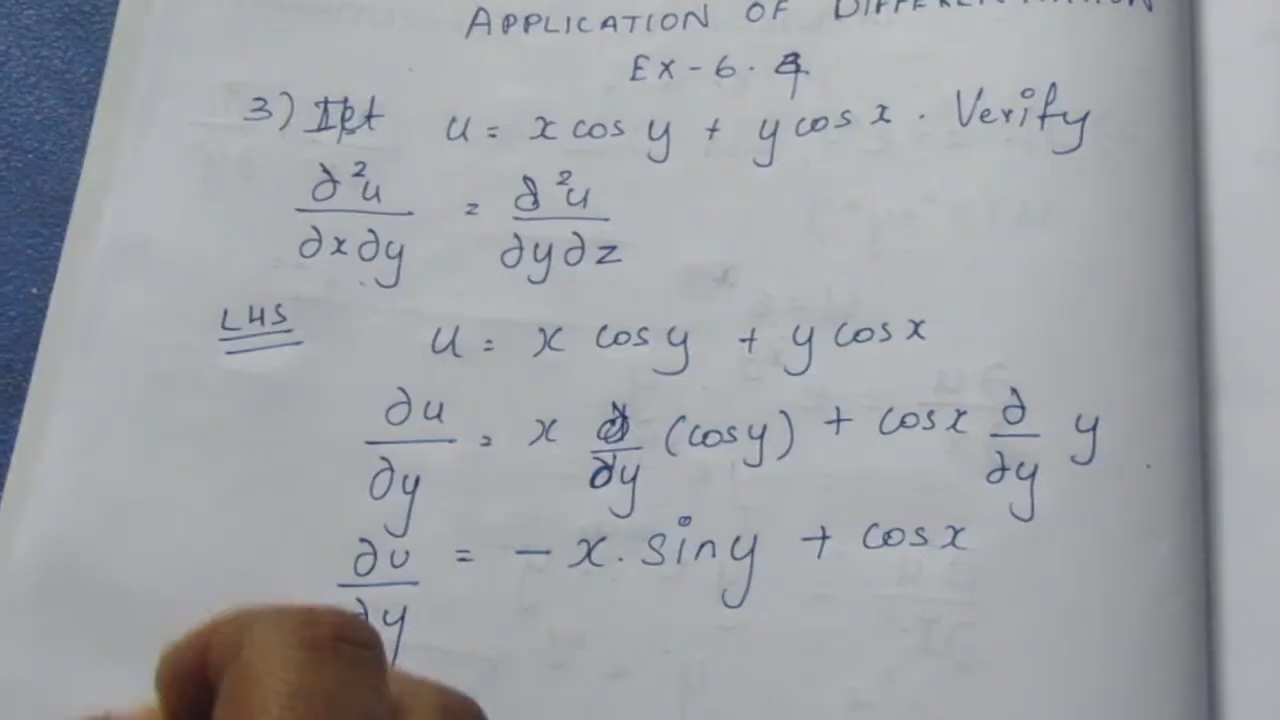 APPLICATION OF DIFFERENTIATION
EX-6.4
3) Let u = x cos y + y cos x . Verify
∂²u/∂x∂y = ∂²u/∂y∂z
LHS u = x cos y + y cos x
∂u/∂y = x ∂/∂y (cos y) + cos x ∂/∂y y
∂u/∂y = - x . sin y + cos x